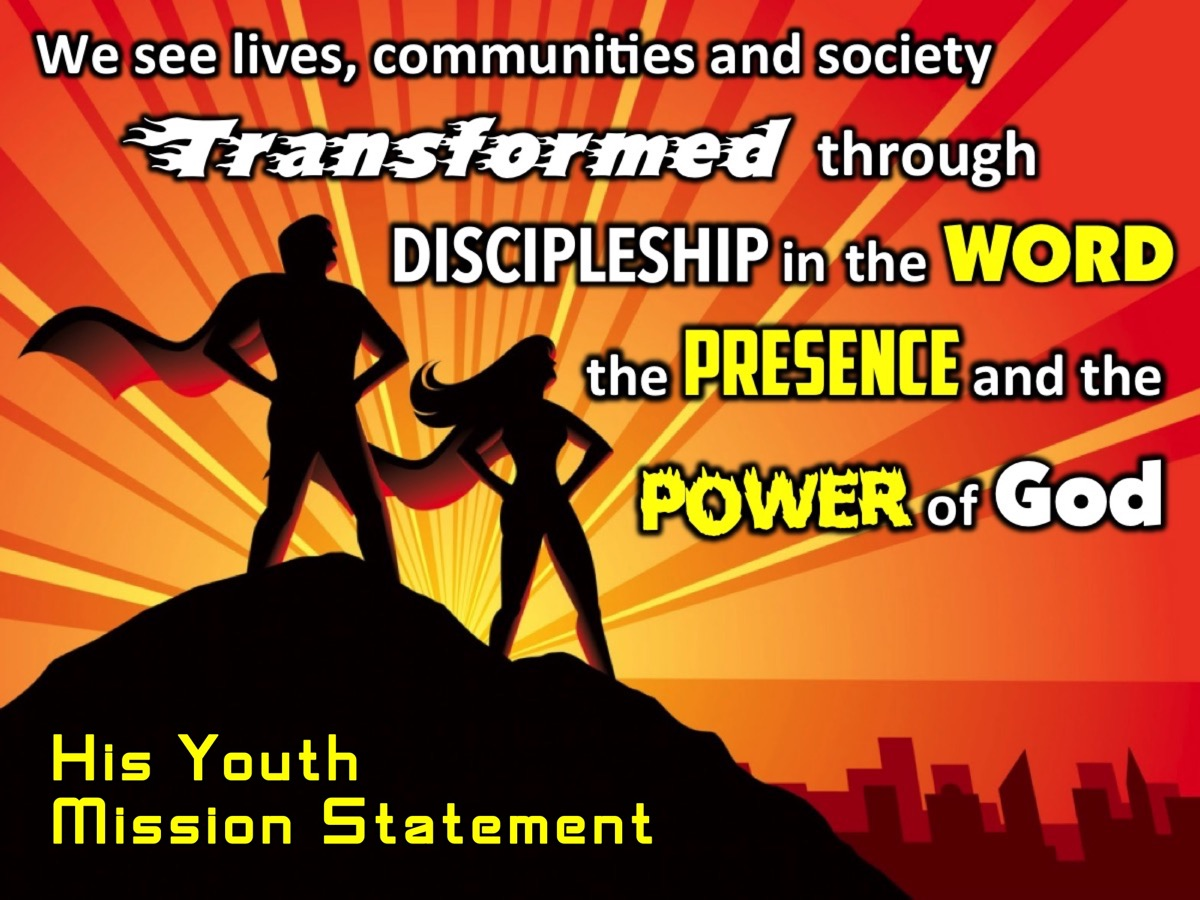 We see lives, communities and society
Transformed through
DISCIPLESHIP in the WORD
the PRESENCE and the
POWER of God
His Youth
Mission Statement